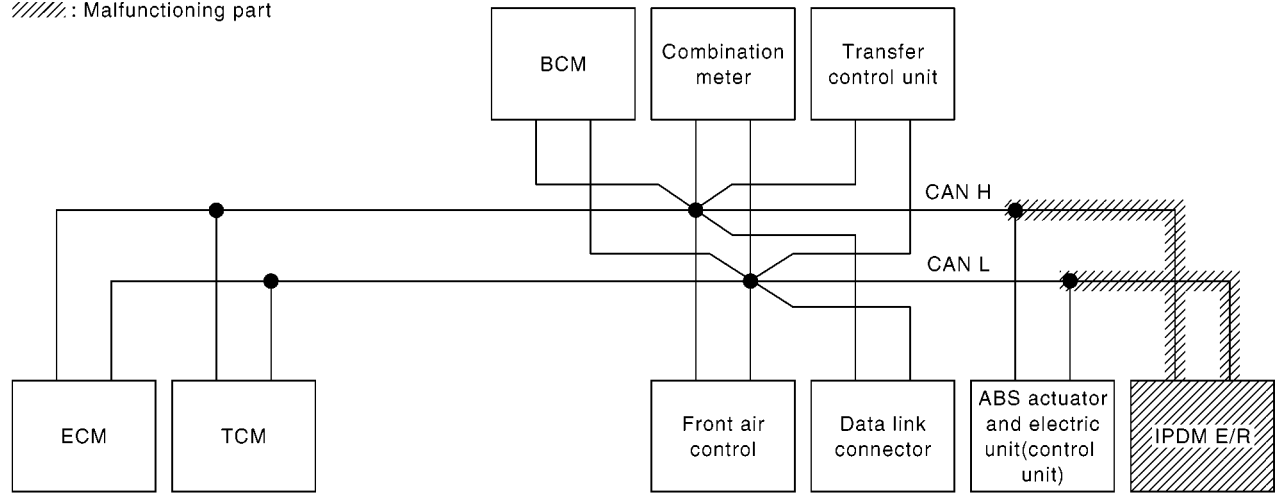 : Malfunctioning part
BCM
Combination
meter
Transfer
control unit
CAN H
CAN L
ECM
TCM
Front air
control
Data link
connector
ABS actuator
and electric
unit(control
unit)
IPDM E/R